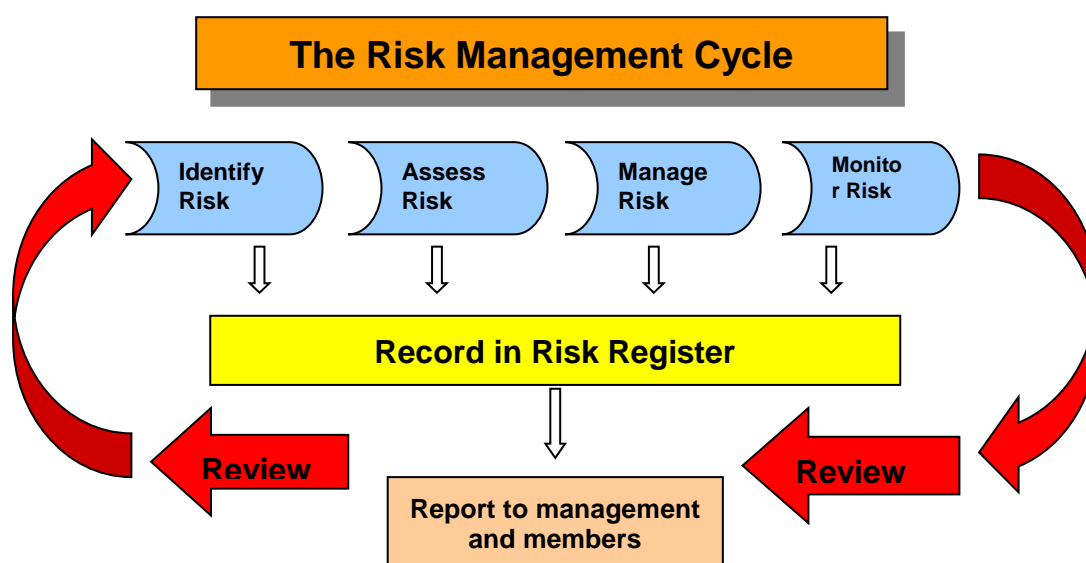 The Risk Management Cycle
Identify
Risk
Assess
Risk
Manage
Risk
Monito
r Risk
Record in Risk Register
Review
Review
Report to management
and members